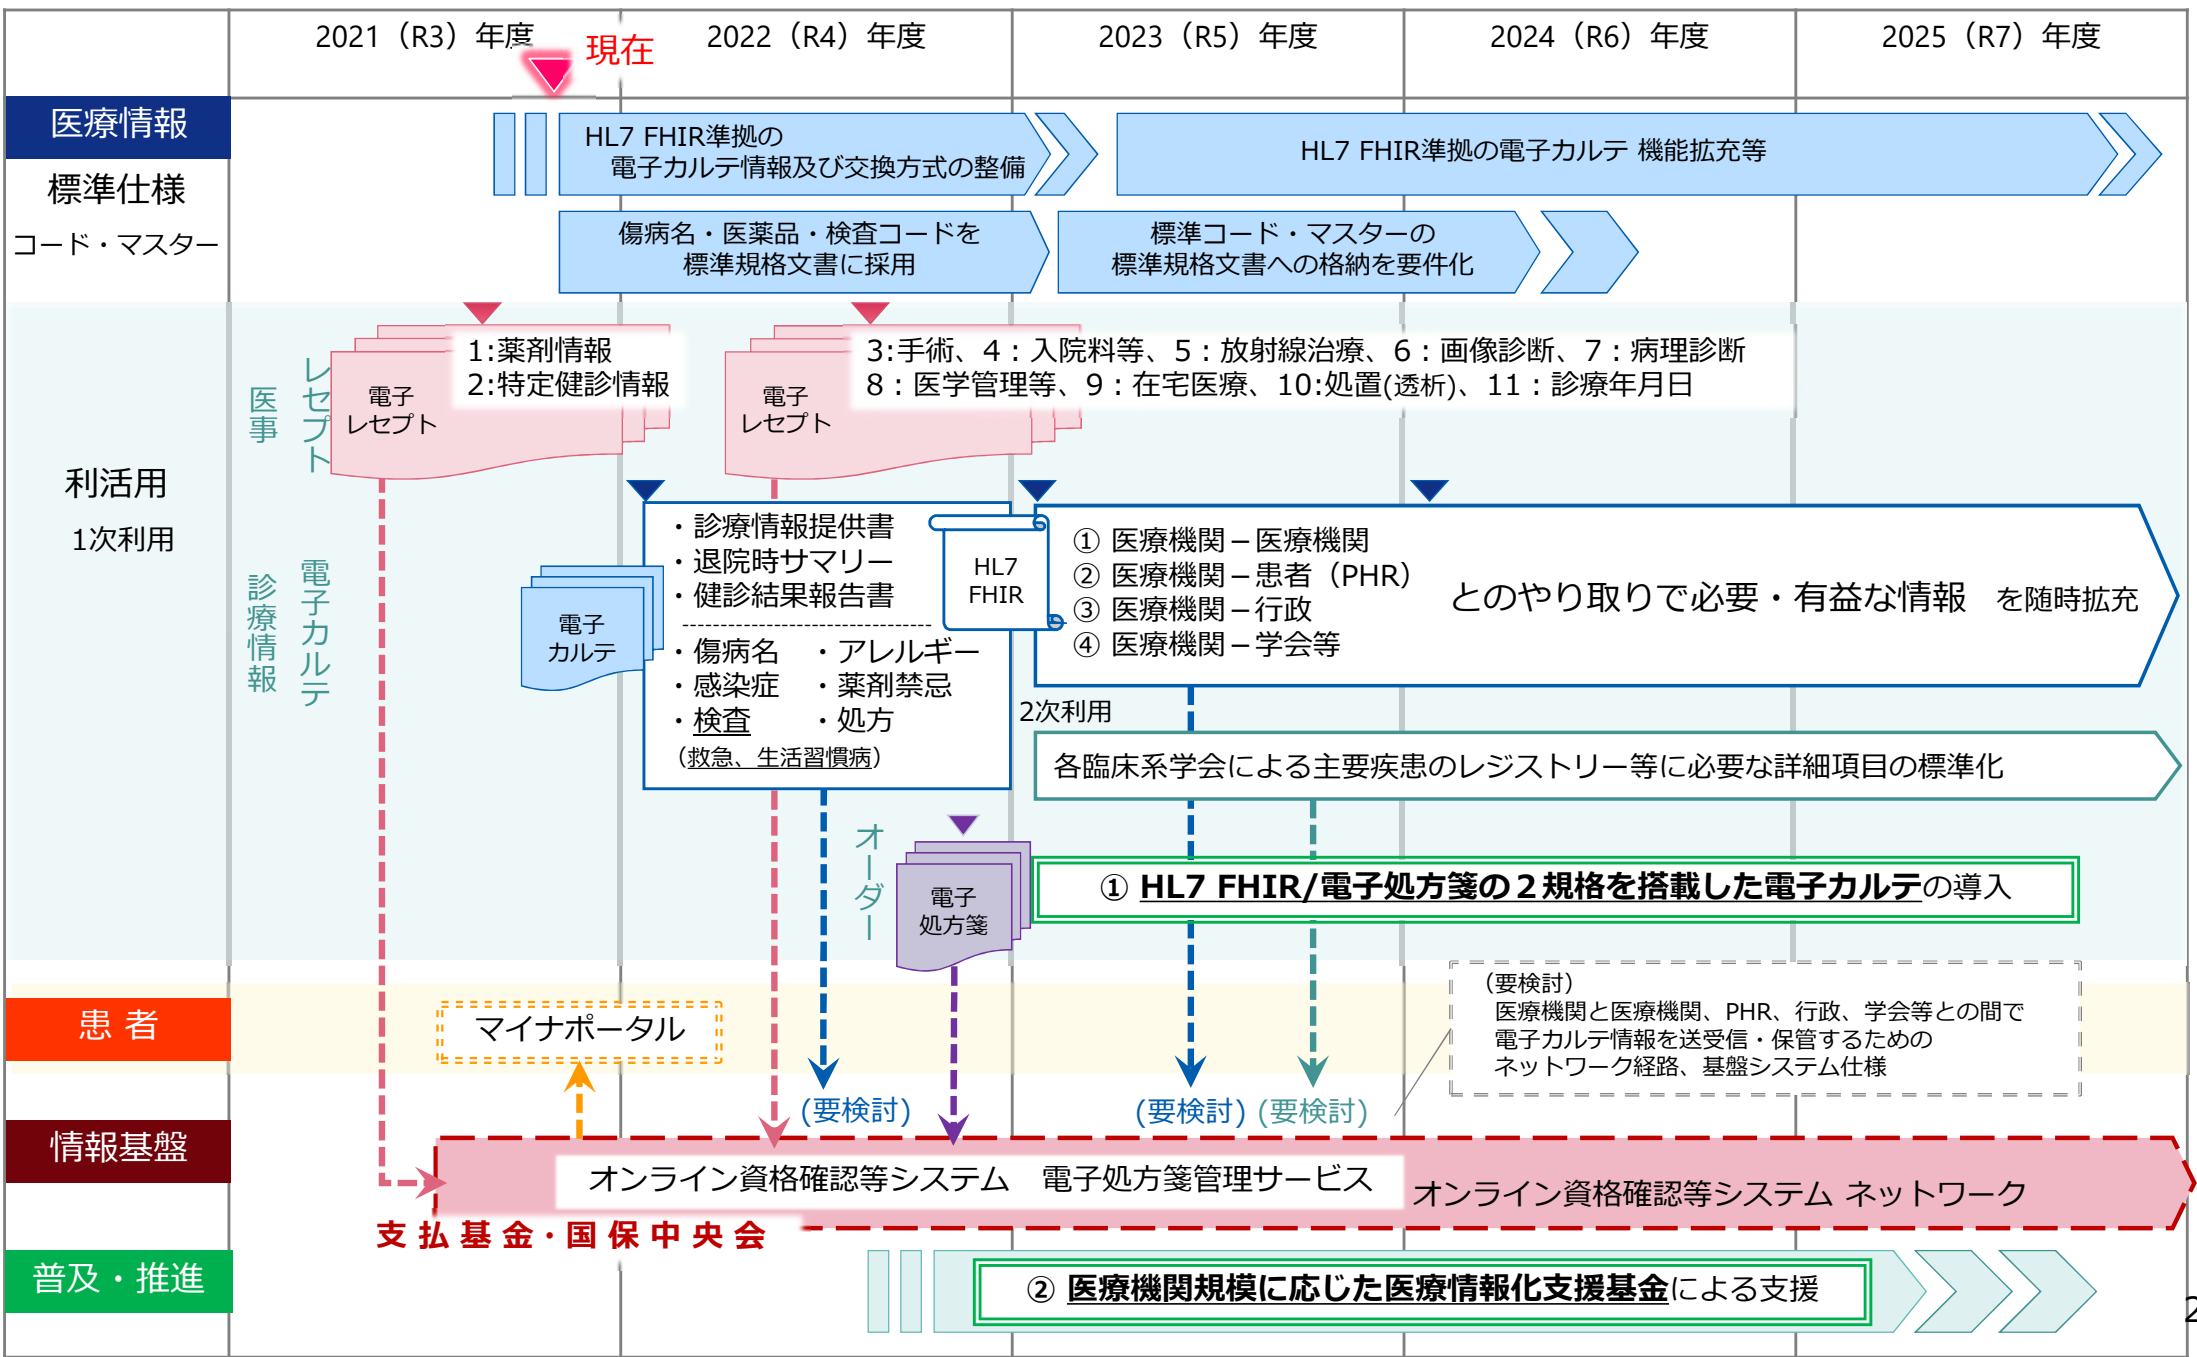 2021（R3）年度
2022（R4）年度
2023（R5）年度
2024（R6）年度
2025（R7）年度
現在
医療情報
標準仕様
コード・マスター
HL7 FHIR準拠の
電子カルテ情報及び交換方式の整備
HL7 FHIR準拠の電子カルテ 機能拡充等
傷病名・医薬品・検査コードを
標準規格文書に採用
標準コード・マスターの
標準規格文書への格納を要件化
利活用
1次利用
医事
レセプト
電子
レセプト
1:薬剤情報
2:特定健診情報
電子
レセプト
3:手術、4：入院料等、5：放射線治療、6：画像診断、7：病理診断
8：医学管理等、9：在宅医療、10:処置(透析)、11：診療年月日
診療情報
電子カルテ
電子
カルテ
・診療情報提供書
・退院時サマリー
・健診結果報告書
・傷病名　・アレルギー
・感染症　・薬剤禁忌
・検査　・処方
（救急、生活習慣病）
HL7
FHIR
① 医療機関－医療機関
② 医療機関－患者（PHR）
③ 医療機関－行政
④ 医療機関－学会等
とのやり取りで必要・有益な情報　を随時拡充
2次利用
各臨床系学会による主要疾患のレジストリー等に必要な詳細項目の標準化
オーダー
電子
処方箋
① HL7 FHIR/電子処方箋の２規格を搭載した電子カルテの導入
患 者
マイナポータル
（要検討）
医療機関と医療機関、PHR、行政、学会等との間で
電子カルテ情報を送受信・保管するための
ネットワーク経路、基盤システム仕様
(要検討)
(要検討)
(要検討)
情報基盤
オンライン資格確認等システム　電子処方箋管理サービス
オンライン資格確認等システム ネットワーク
支払基金・国保中央会
普及・推進
② 医療機関規模に応じた医療情報化支援基金による支援
2